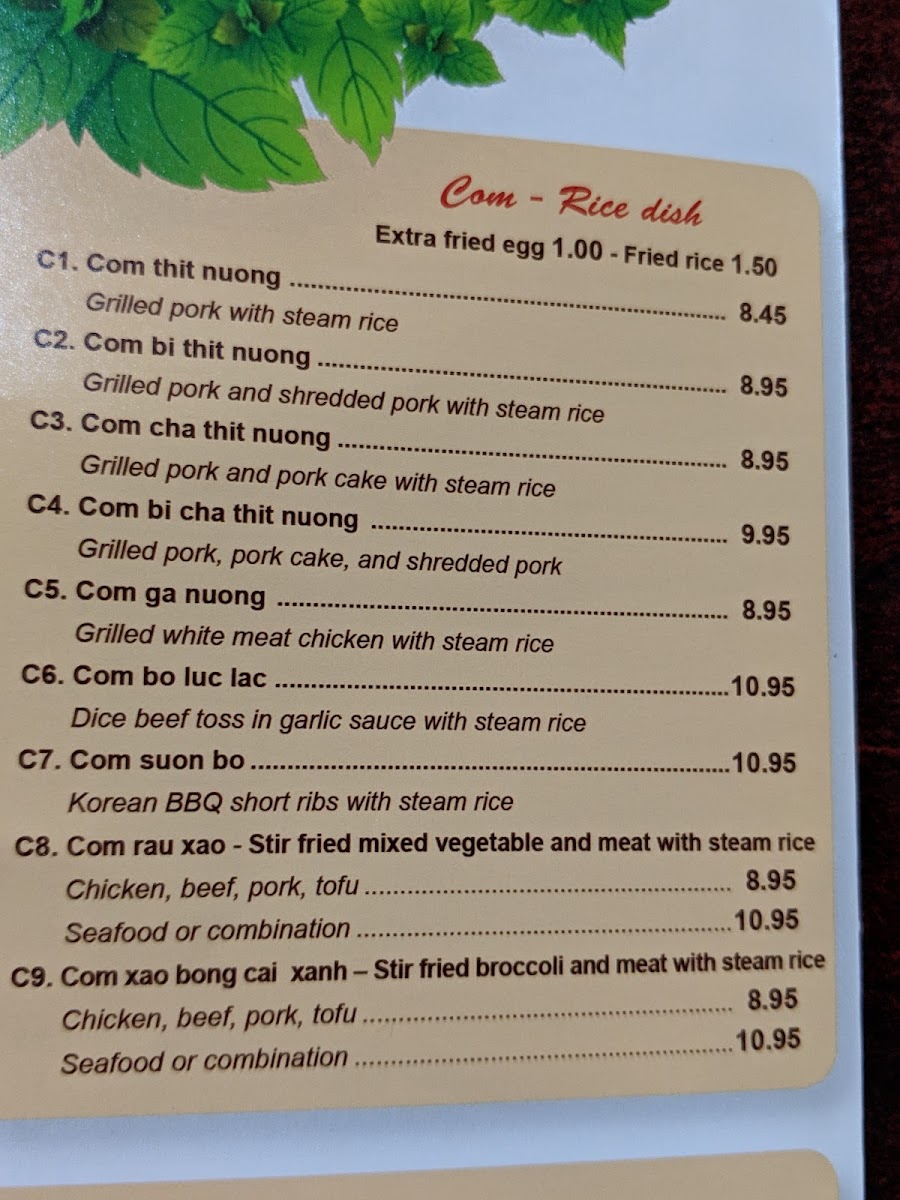 Com - Rice dish
Extra fried egg 1.00 - Fried rice 1.50
C1. Com thit nuong ........ 8.45
Grilled pork with steam rice
C2. Com bi thit nuong ........ 8.95
Grilled pork and shredded pork with steam rice
C3. Com cha thit nuong ........ 8.95
Grilled pork and pork cake with steam rice
C4. Com bi cha thit nuong ........ 9.95
Grilled pork, pork cake, and shredded pork
C5. Com ga nuong ........ 8.95
Grilled white meat chicken with steam rice
C6. Com bo luc lac ........ 10.95
Dice beef toss in garlic sauce with steam rice
C7. Com suon bo ........ 10.95
Korean BBQ short ribs with steam rice
C8. Com rau xao - Stir fried mixed vegetable and meat with steam rice
Chicken, beef, pork, tofu ........ 8.95
Seafood or combination ........ 10.95
C9. Com xao bong cai xanh – Stir fried broccoli and meat with steam rice
Chicken, beef, pork, tofu ........ 8.95
Seafood or combination ........ 10.95